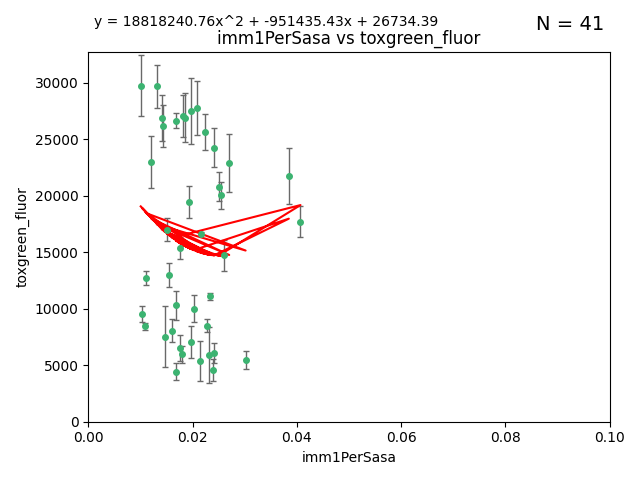 y = 18818240.76x^2 + -951435.43x + 26734.39
N = 41
imm1PerSasa vs toxgreen_fluor
toxgreen_fluor
30000
25000
20000
15000
10000
5000
0
0.00 0.02 0.04 0.06 0.08 0.10
imm1PerSasa